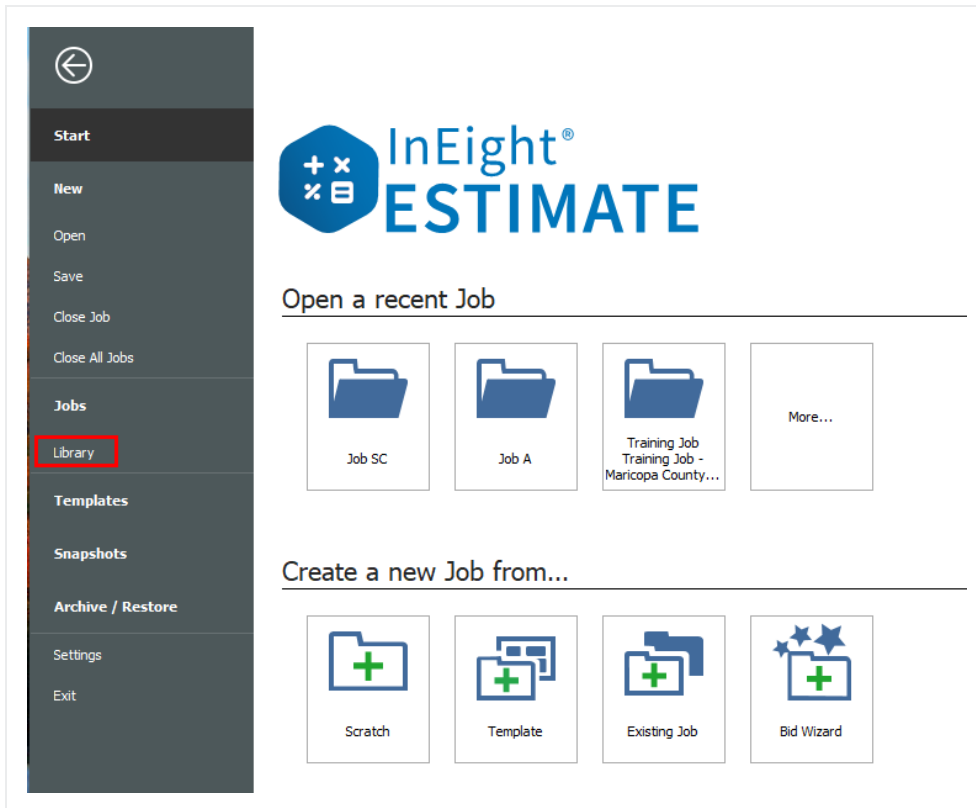 Start
New
Open
Save
Close Job
Close All Jobs
Jobs
Library
Templates
Snapshots
Archive / Restore
Settings
Exit
InEight®
ESTIMATE
Open a recent Job
Job SC
Job A
Training Job
Training Job -
Maricopa County...
More...
Create a new Job from...
Scratch
Template
Existing Job
Bid Wizard